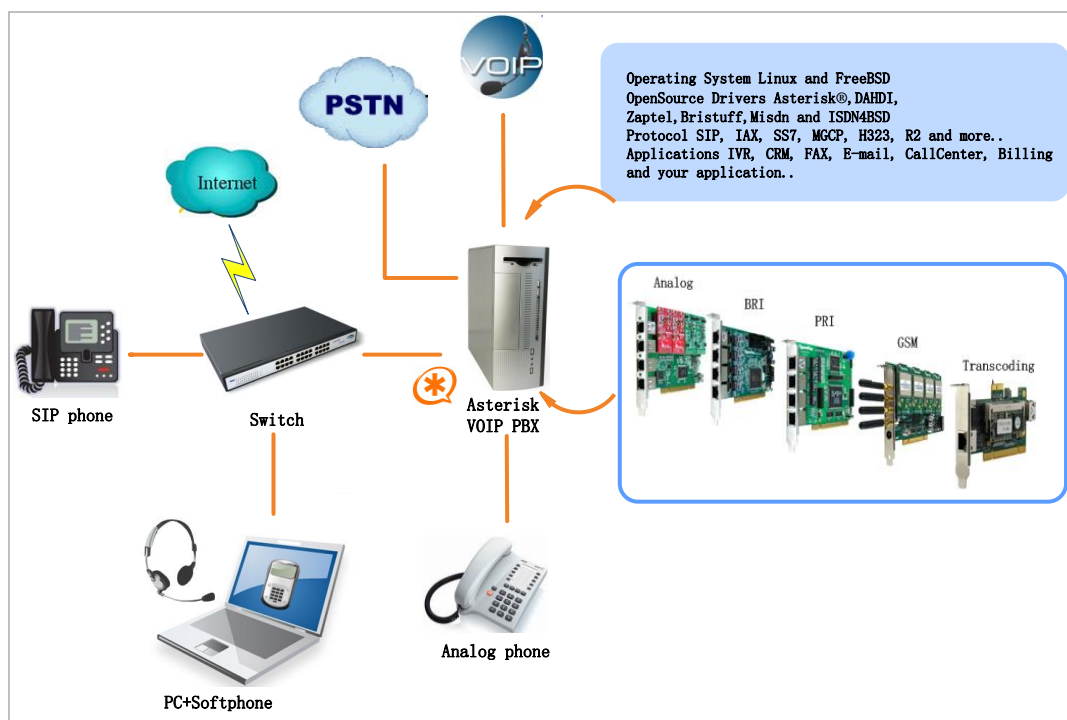 VOIP
PSTN
Internet
Operating System Linux and FreeBSD
OpenSource Drivers Asterisk®,DAHDI,
Zaptel,Bristuff,Misdn and ISDN4BSD
Protocol SIP, IAX, SS7, MGCP, H323, R2 and more..
Applications IVR, CRM, FAX, E-mail, CallCenter, Billing
and your application..
Analog
BRI
PRI
GSM
Transcoding
SIP phone
Switch
Asterisk
VOIP PBX
Analog phone
PC+Softphone